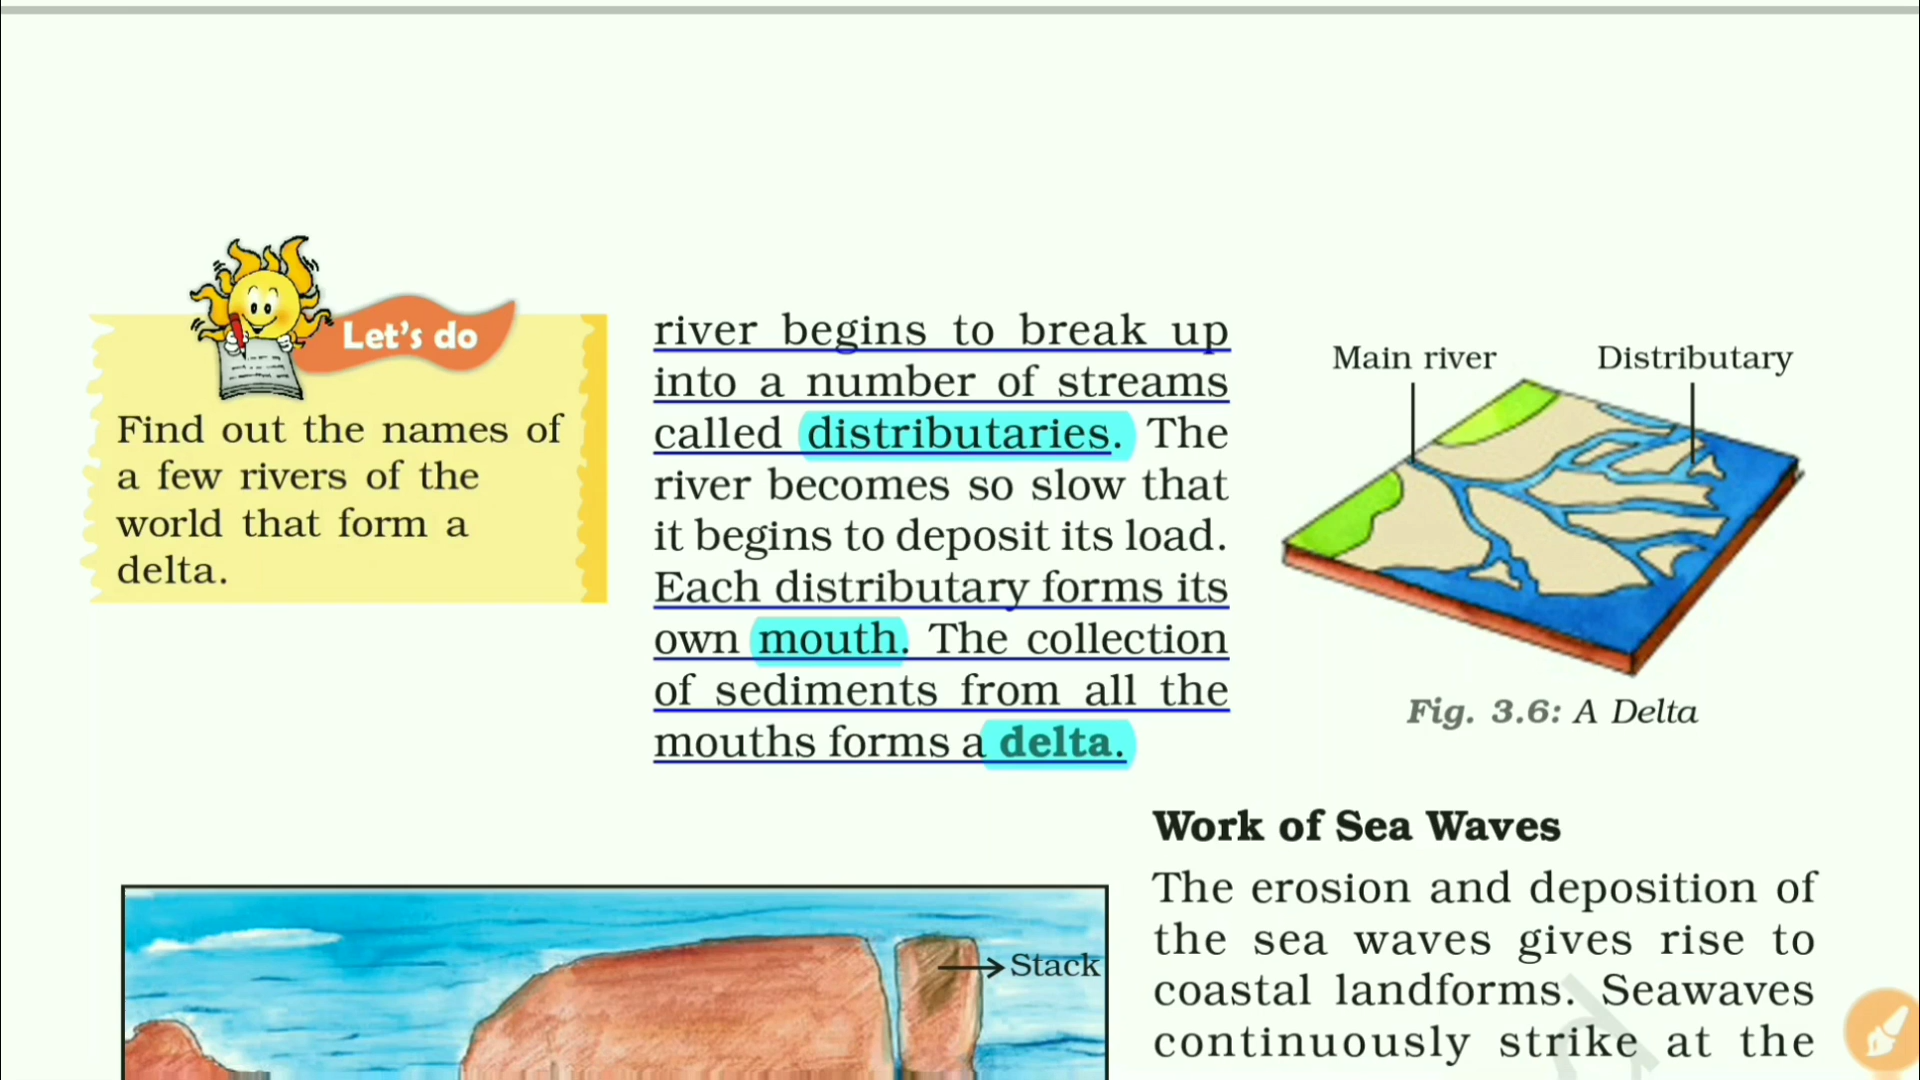 Let's do
Find out the names of
a few rivers of the
world that form a
delta.
river begins to break up
into a number of streams
called distributaries. The
river becomes so slow that
it begins to deposit its load.
Each distributary forms its
own mouth. The collection
of sediments from all the
mouths forms a delta.
Main river
Distributary
Fig. 3.6: A Delta
Stack
Work of Sea Waves
The erosion and deposition of
the sea waves gives rise to
coastal landforms. Seawaves
continuously strike at the